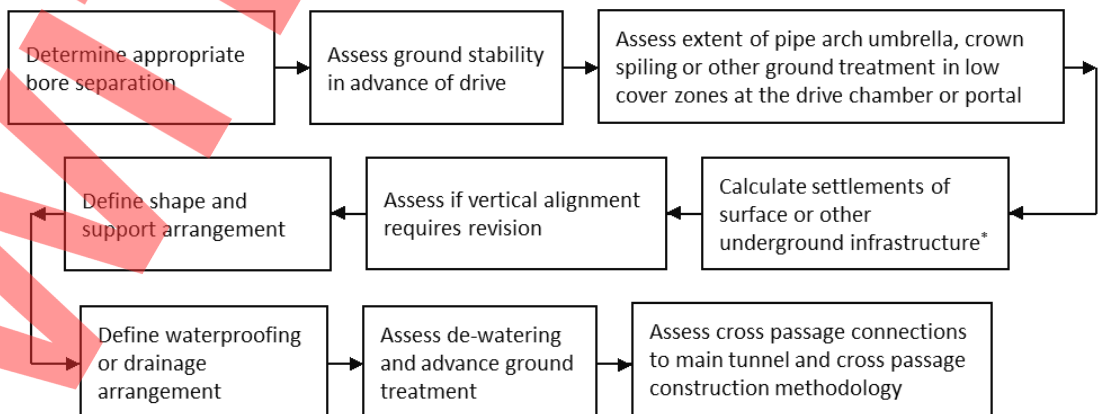 Determine appropriate
bore separation
Assess ground stability
in advance of drive
Assess extent of pipe arch umbrella, crown
spiling or other ground treatment in low
cover zones at the drive chamber or portal
Calculate settlements of
surface or other
underground infrastructure*
Assess if vertical alignment
requires revision
Define shape and
support arrangement
Define waterproofing
or drainage
arrangement
Assess de-watering
and advance ground
treatment
Assess cross passage connections
to main tunnel and cross passage
construction methodology